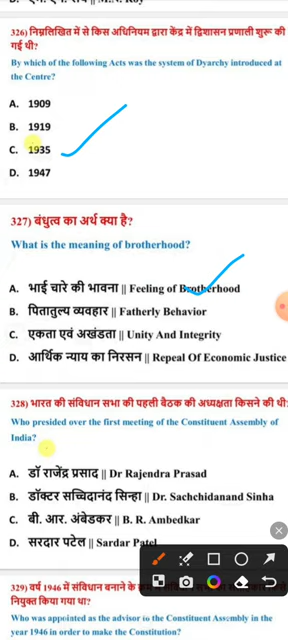 326) निम्नलिखित में से किस अधिनियम द्वारा केंद्र में द्विशासन प्रणाली शुरू की
गई थी?
By which of the following Acts was the system of Dyarchy introduced at
the Centre?
A. 1909
B. 1919
C. 1935
D. 1947
327) बंधुत्व का अर्थ क्या है?
What is the meaning of brotherhood?
A. भाई चारे की भावना || Feeling of Brotherhood
B. पितातुल्य व्यवहार || Fatherly Behavior
C. एकता एवं अखंडता || Unity And Integrity
D. आर्थिक न्याय का निरसन || Repeal Of Economic Justice
328) भारत की संविधान सभा की पहली बैठक की अध्यक्षता किसने की थी
Who presided over the first meeting of the Constituent Assembly of
India?
A. डॉ राजेंद्र प्रसाद || Dr Rajendra Prasad
B. डॉक्टर सच्चिदानंद सिन्हा || Dr. Sachchidanand Sinha
C. बी. आर. अंबेडकर || B. R. Ambedkar
D. सरदार पटेल || Sardar Patel
329) वर्ष 1946 में संविधान बनाने के
नियुक्त किया गया था?
Who was appointed as the advisor to the Constituent Assembly in the
year 1946 in order to make the Constitution?